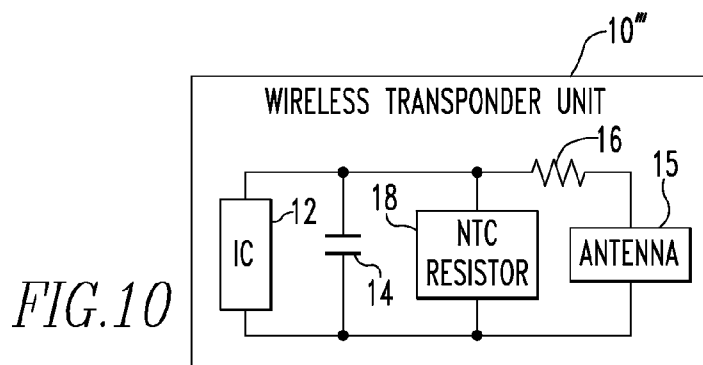 10'''
WIRELESS TRANSPONDER UNIT
16
15
12
18
IC
NTC
RESISTOR
ANTENNA
14
FIG.10